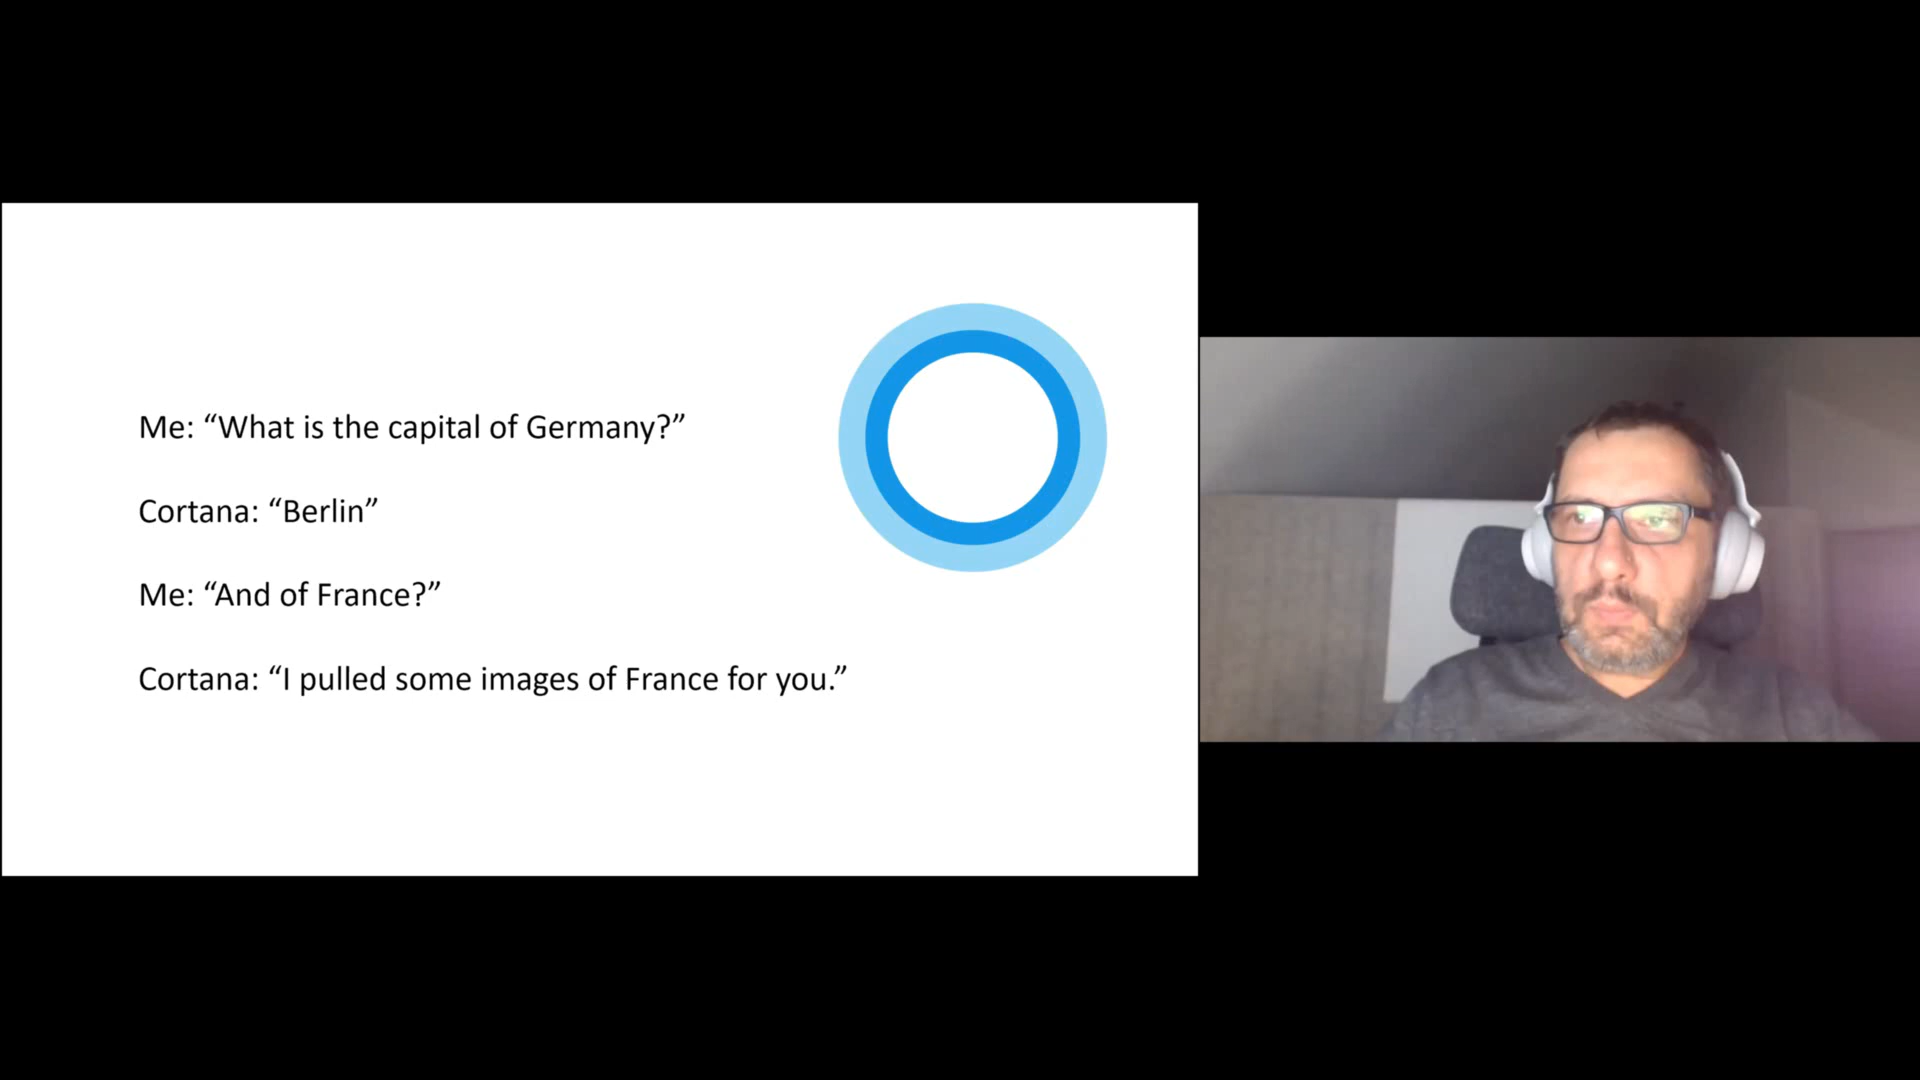 Me: “What is the capital of Germany?”
Cortana: “Berlin”
Me: “And of France?”
Cortana: “I pulled some images of France for you.”